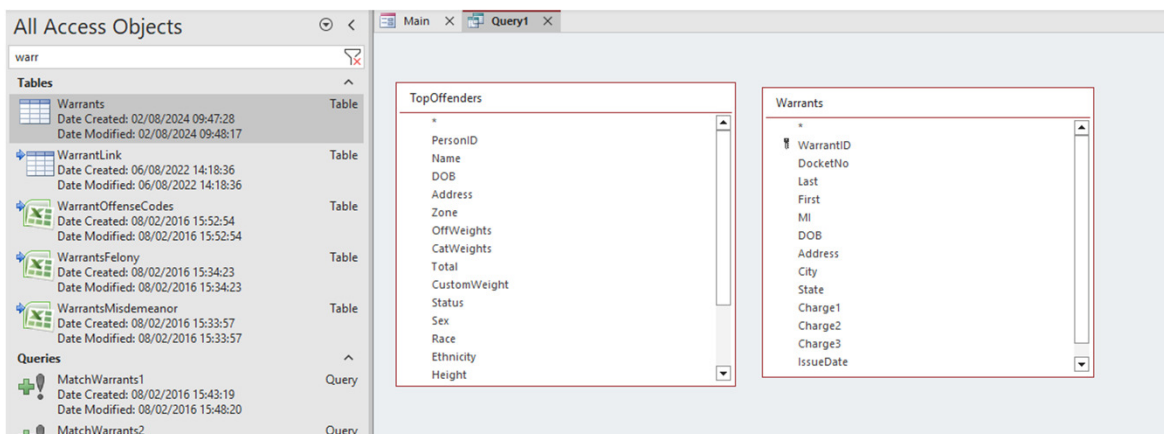 All Access Objects
warr
Tables
Warrants Table
Date Created: 02/08/2024 09:47:28
Date Modified: 02/08/2024 09:48:17
WarrantLink Table
Date Created: 06/08/2022 14:18:36
Date Modified: 06/08/2022 14:18:36
WarrantOffenseCodes Table
Date Created: 08/02/2016 15:52:54
Date Modified: 08/02/2016 15:52:54
WarrantsFelony Table
Date Created: 08/02/2016 15:34:23
Date Modified: 08/02/2016 15:34:23
WarrantsMisdemeanor Table
Date Created: 08/02/2016 15:33:57
Date Modified: 08/02/2016 15:33:57
Queries
MatchWarrants1 Query
Date Created: 08/02/2016 15:43:19
Date Modified: 08/02/2016 15:48:20
MatchWarrants2 Query
Main Query1
TopOffenders
*
PersonID
Name
DOB
Address
Zone
OffWeights
CatWeights
Total
CustomWeight
Status
Sex
Race
Ethnicity
Height
Warrants
*
WarrantID
DocketNo
Last
First
MI
DOB
Address
City
State
Charge1
Charge2
Charge3
IssueDate